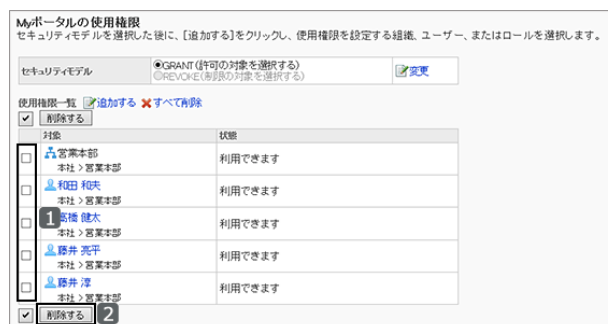 Myポータルの使用権限
セキュリティモデルを選択した後に、[追加する]をクリックし、使用権限を設定する組織、ユーザー、またはロールを選択します。
セキュリティモデル
GRANT(許可の対象を選択する)
REVOKE(制限の対象を選択する)
変更
使用権限一覧 追加する すべて削除
削除する
対象 状態
営業本部
本社 > 営業本部
利用できます
和田 和夫
本社 > 営業本部
利用できます
1 高橋 健太
本社 > 営業本部
利用できます
藤井 亮平
本社 > 営業本部
利用できます
藤井 淳
本社 > 営業本部
利用できます
削除する 2